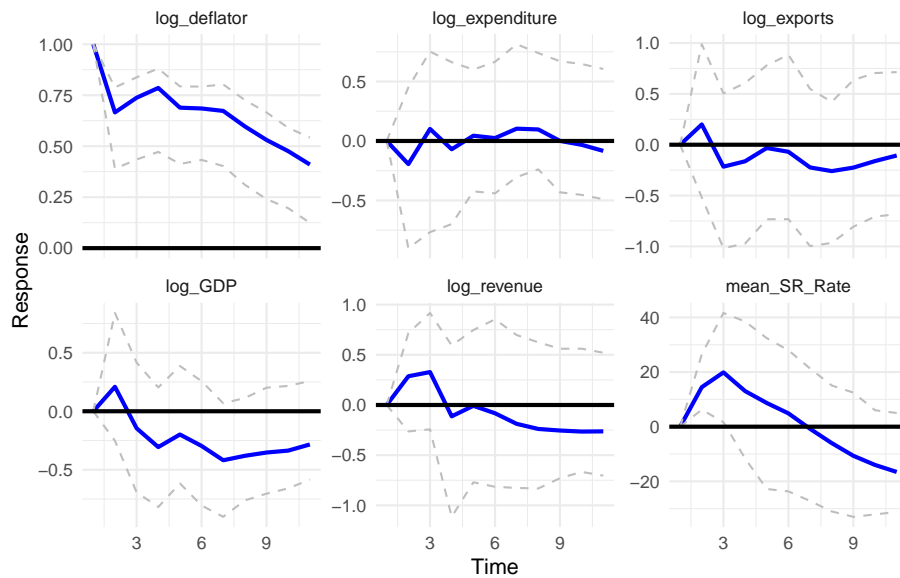 log_deflator
log_expenditure
log_exports
1.00
0.75
0.50
0.25
0.00
0.5
0.0
−0.5
1.0
0.5
0.0
−0.5
−1.0
Response
log_GDP
log_revenue
mean_SR_Rate
0.5
0.0
−0.5
1.0
0.5
0.0
−0.5
−1.0
40
20
0
−20
3 6 9
3 6 9
3 6 9
Time